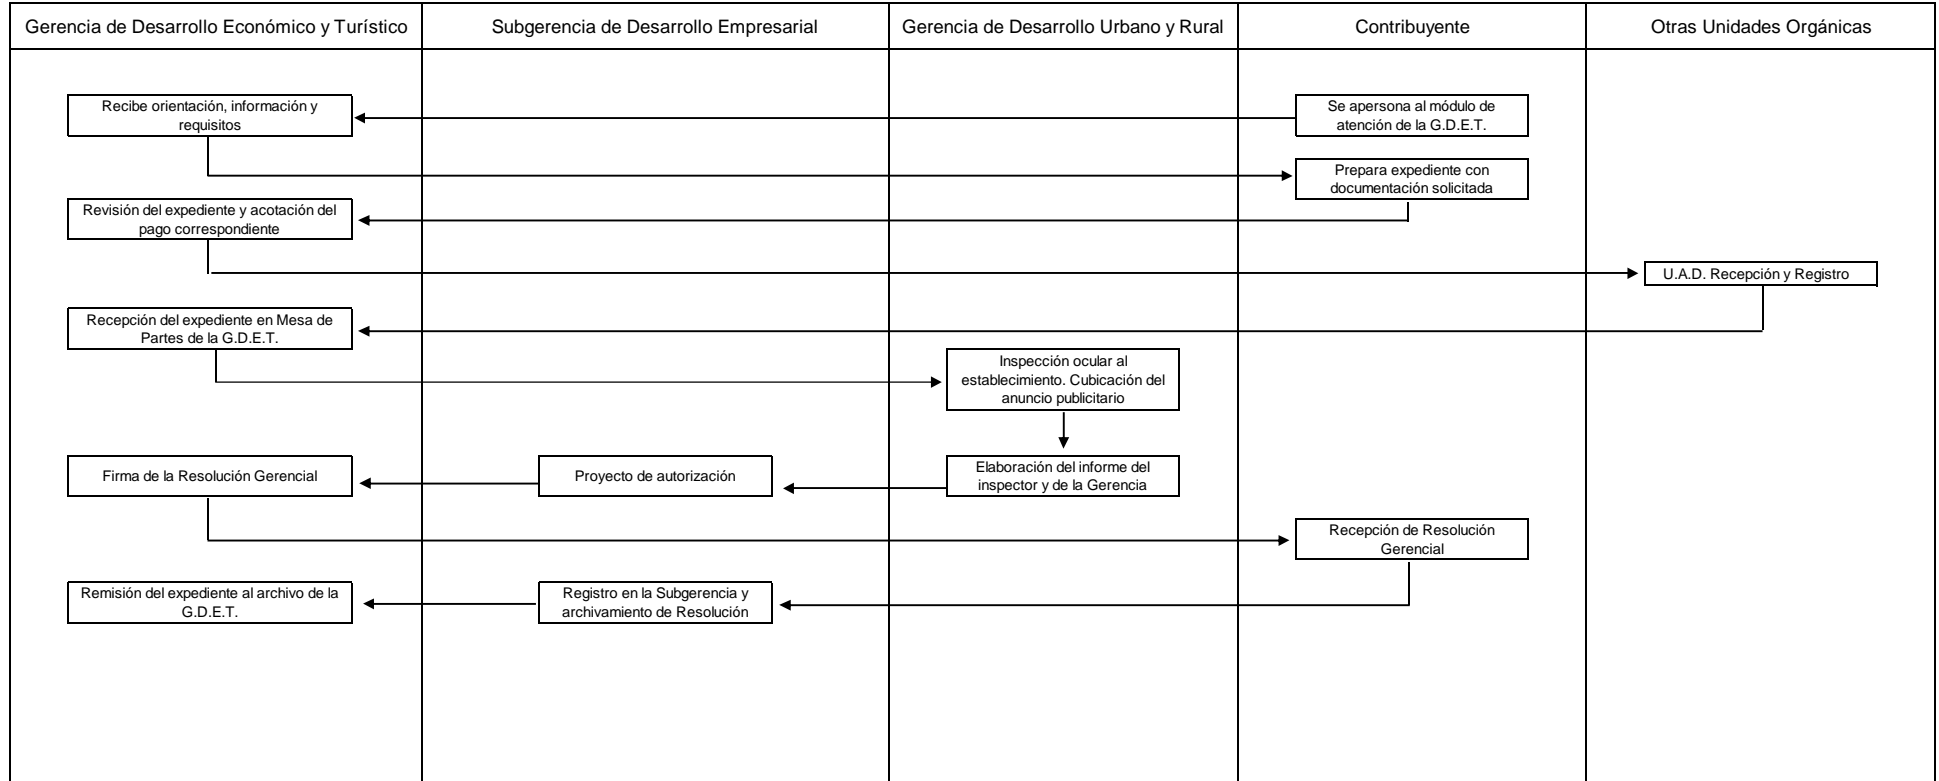 Gerencia de Desarrollo Económico y Turístico
Subgerencia de Desarrollo Empresarial
Gerencia de Desarrollo Urbano y Rural
Contribuyente
Otras Unidades Orgánicas
Recibe orientación, información y
requisitos
Se apersona al módulo de
atención de la G.D.E.T.
Prepara expediente con
documentación solicitada
Revisión del expediente y acotación del
pago correspondiente
U.A.D. Recepción y Registro
Recepción del expediente en Mesa de
Partes de la G.D.E.T.
Inspección ocular al
establecimiento. Cubicación del
anuncio publicitario
Firma de la Resolución Gerencial
Proyecto de autorización
Elaboración del informe del
inspector y de la Gerencia
Recepción de Resolución
Gerencial
Remisión del expediente al archivo de la
G.D.E.T.
Registro en la Subgerencia y
archivamiento de Resolución